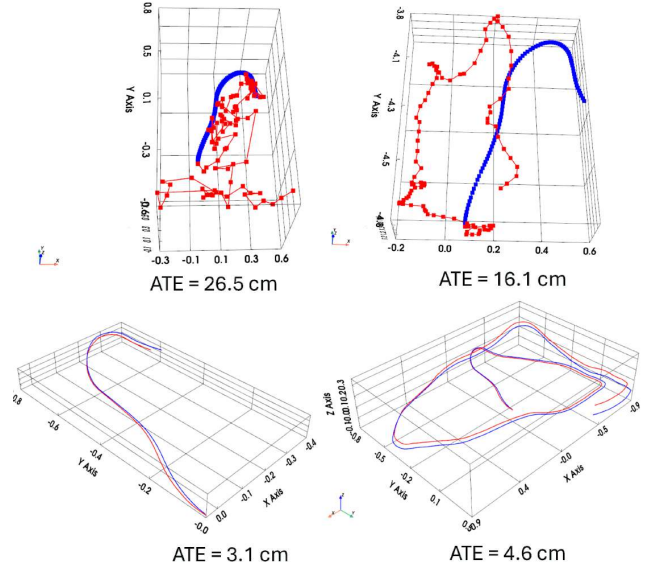 0.8
0.5
Y Axis
0.1
-0.3
-0.3 -0.1 0.1 0.3 0.6
X
ATE = 26.5 cm
-3.8
-4.1
Y Axis
-4.3
-4.5
-0.2 0.0 0.2 0.4 0.6
X
ATE = 16.1 cm
-0.8
-0.6
Y Axis
-0.4
-0.2
-0.0
0.0
-0.1
X Axis
-0.2
-0.3
-0.4
ATE = 3.1 cm
Z Axis
-0.8
-0.5
Y Axis
-0.2
0.1
0.4
X Axis
-0.0
-0.5
-0.9
ATE = 4.6 cm